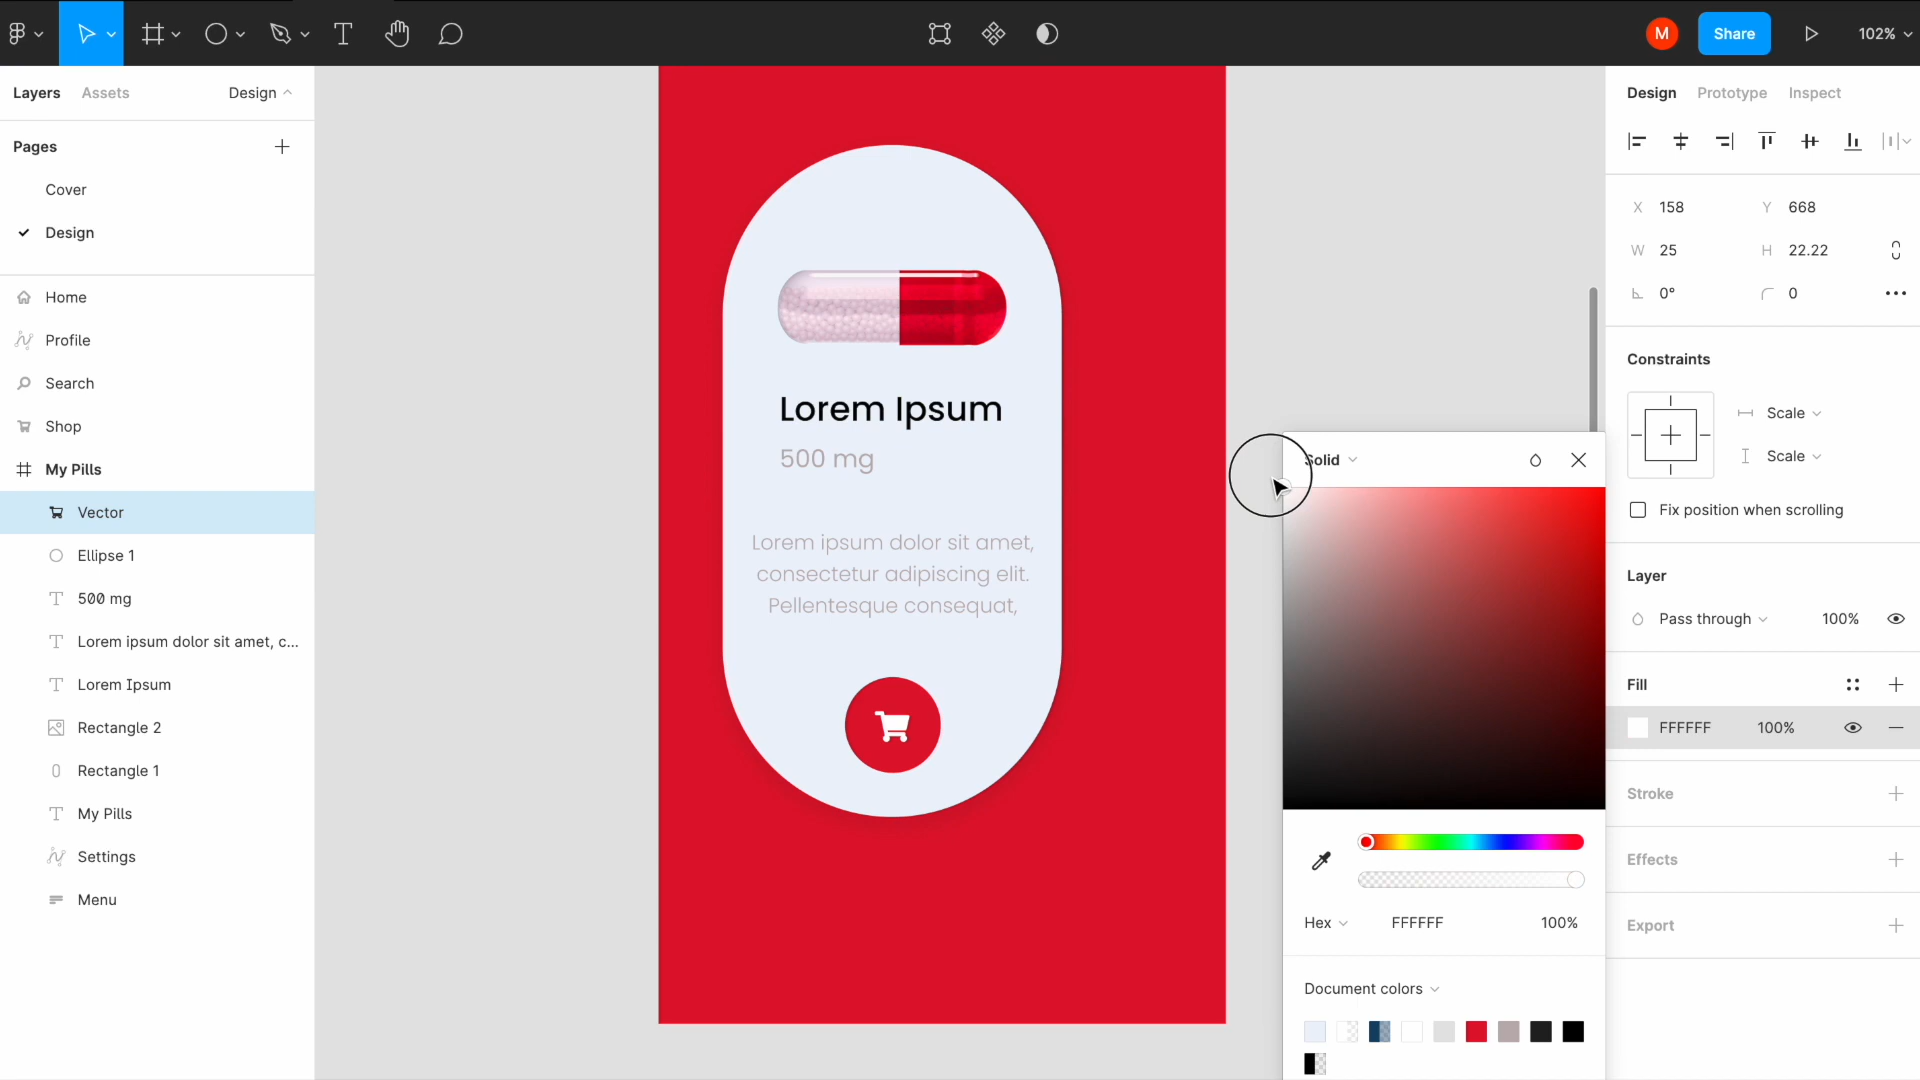 M
Share
102%
Layers
Assets
Design
Pages
Cover
Design
Home
Profile
Search
Shop
My Pills
Vector
Ellipse 1
500 mg
Lorem ipsum dolor sit amet, c...
Lorem Ipsum
Rectangle 2
Rectangle 1
My Pills
Settings
Menu
Lorem Ipsum
500 mg
Lorem ipsum dolor sit amet,
consectetur adipiscing elit.
Pellentesque consequat,
Solid
Hex
FFFFFF
100%
Document colors
Design
Prototype
Inspect
X 158 Y 668
W 25 H 22.22
0° 0
Constraints
Scale
Scale
Fix position when scrolling
Layer
Pass through 100%
Fill
FFFFFF 100%
Stroke
Effects
Export